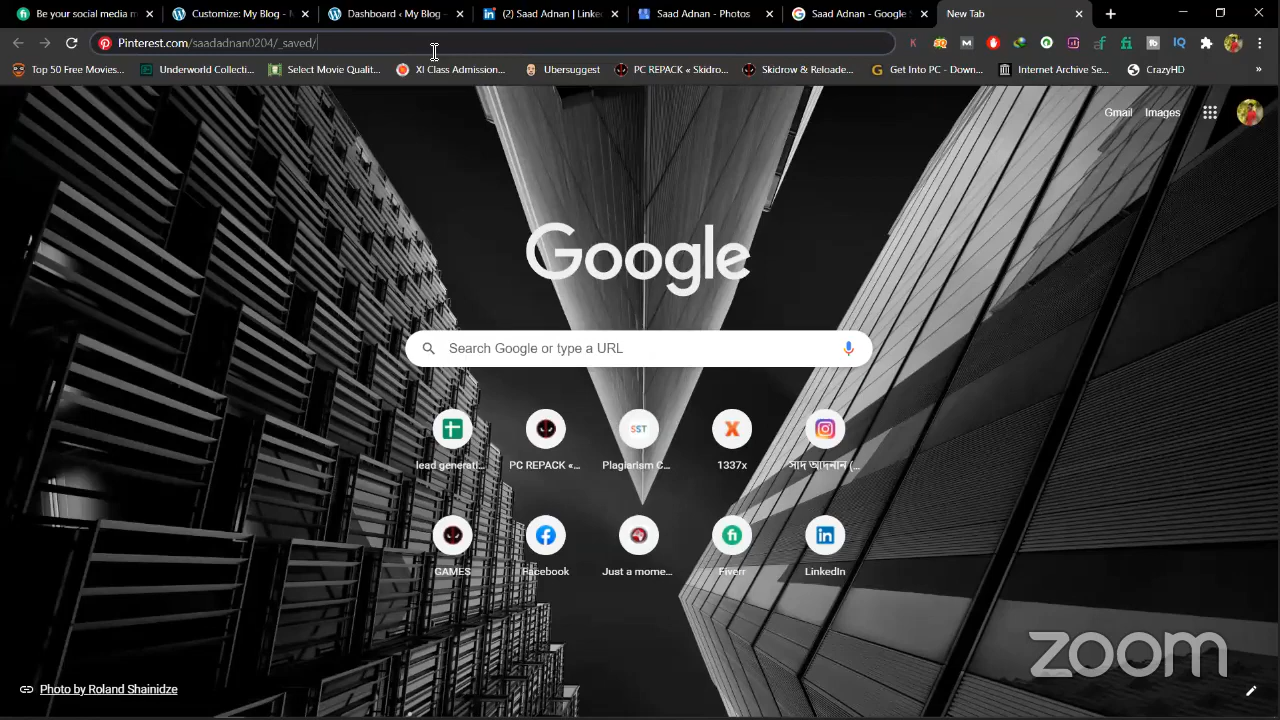 Be your social media m
Customize: My Blog -
Dashboard ‹ My Blog -
(2) Saad Adnan | Linke
Saad Adnan - Photos
Saad Adnan - Google
New Tab
Pinterest.com/saadadnan0204/_saved/
Top 50 Free Movies...
Underworld Collecti...
Select Movie Qualit...
XI Class Admission...
Ubersuggest
PC REPACK « Skidro...
Skidrow & Reloade...
Get Into PC - Down...
Internet Archive Se...
CrazyHD
Gmail Images
Google
Search Google or type a URL
lead generati...
PC REPACK «...
SST
Plagiarism C...
1337x
সাদ আদনান (...
GAMES
Facebook
Just a mome...
Fiverr
LinkedIn
zoom
Photo by Roland Shainidze